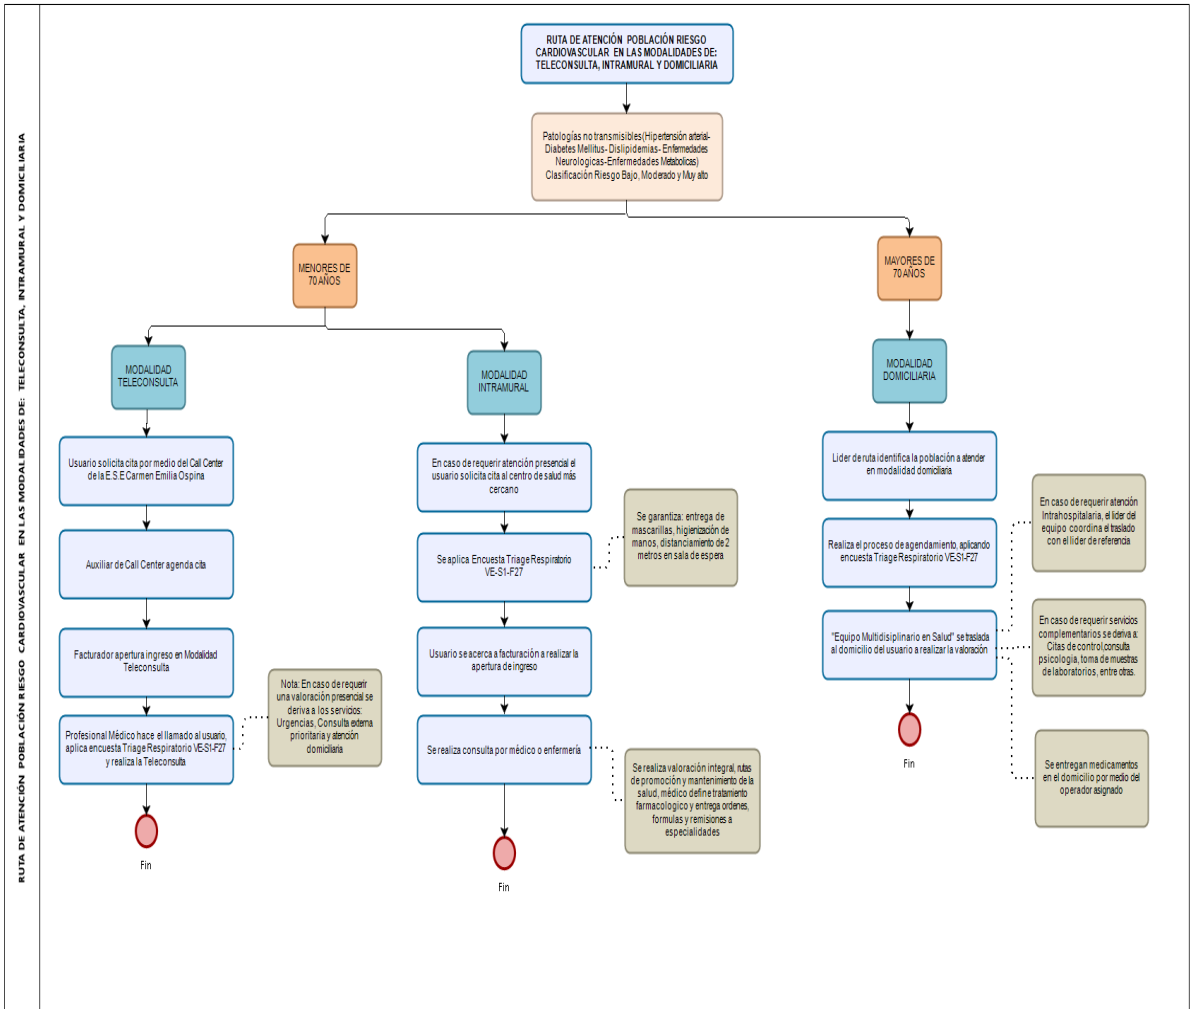 RUTA DE ATENCIÓN POBLACIÓN RIESGO CARDIOVASCULAR EN LAS MODALIDADES DE: TELECONSULTA, INTRAMURAL Y DOMICILIARIA
RUTA DE ATENCIÓN POBLACIÓN RIESGO
CARDIOVASCULAR EN LAS MODALIDADES DE:
TELECONSULTA, INTRAMURAL Y DOMICILIARIA
Patologías no transmisibles(Hipertensión arterial-
Diabetes Mellitus- Dislipidemias- Enfermedades
Neurologicas-Enfermedades Metabolicas)
Clasificación Riesgo Bajo, Moderado y Muy alto
MENORES DE
70 AÑOS
MAYORES DE
70 AÑOS
MODALIDAD
TELECONSULTA
Usuario solicita cita por medio del Call Center
de la E.S.E Carmen Emilia Ospina
Auxiliar de Call Center agenda cita
Facturador apertura ingreso en Modalidad
Teleconsulta
Profesional Médico hace el llamado al usuario,
aplica encuesta Triage Respiratorio VE-S1-F27
y realiza la Teleconsulta
Nota: En caso de requerir
una valoración presencial se
deriva a los servicios:
Urgencias, Consulta externa
prioritaria y atención
domiciliaria
Fin
MODALIDAD
INTRAMURAL
En caso de requerir atención presencial el
usuario solicita cita al centro de salud más
cercano
Se aplica Encuesta Triage Respiratorio
VE-S1-F27
Se garantiza: entrega de
mascarillas, higienización de
manos, distanciamiento de 2
metros en sala de espera
Usuario se acerca a facturación a realizar la
apertura de ingreso
Se realiza consulta por médico o enfermería
Se realiza valoración integral, rutas
de promoción y mantenimiento de la
salud, médico define tratamiento
farmacologico y entrega ordenes,
formulas y remisiones a
especialidades
Fin
MODALIDAD
DOMICILIARIA
Lider de ruta identifica la población a atender
en modalidad domiciliaria
Realiza el proceso de agendamiento, aplicando
encuesta Triage Respiratorio VE-S1-F27
"Equipo Multidisiplinario en Salud" se traslada
al domicilio del usuario a realizar la valoración
En caso de requerir atención
Intrahospitalaria, el lider del
equipo coordina el traslado
con el lider de referencia
En caso de requerir servicios
complementarios se deriva a:
Citas de control,consulta
psicologia, toma de muestras
de laboratorios, entre otras.
Se entregan medicamentos
en el domicilio por medio del
operador asignado
Fin